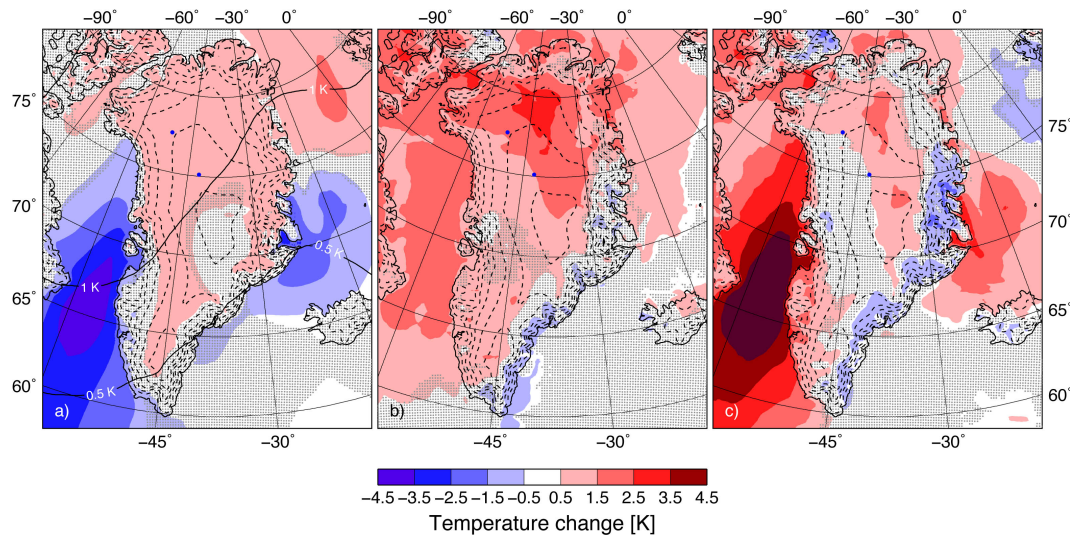 −60° −30° 0° −60° −30° 0° −60° −30° 0°
−90° −90° −90°
75° 75°
70° 70°
65° 65°
60° 60°
1 K
0.5 K
1 K
0.5 K
a) b) c)
−45° −30° −45° −30° −45° −30°
−4.5 −3.5 −2.5 −1.5 −0.5 0.5 1.5 2.5 3.5 4.5
Temperature change [K]